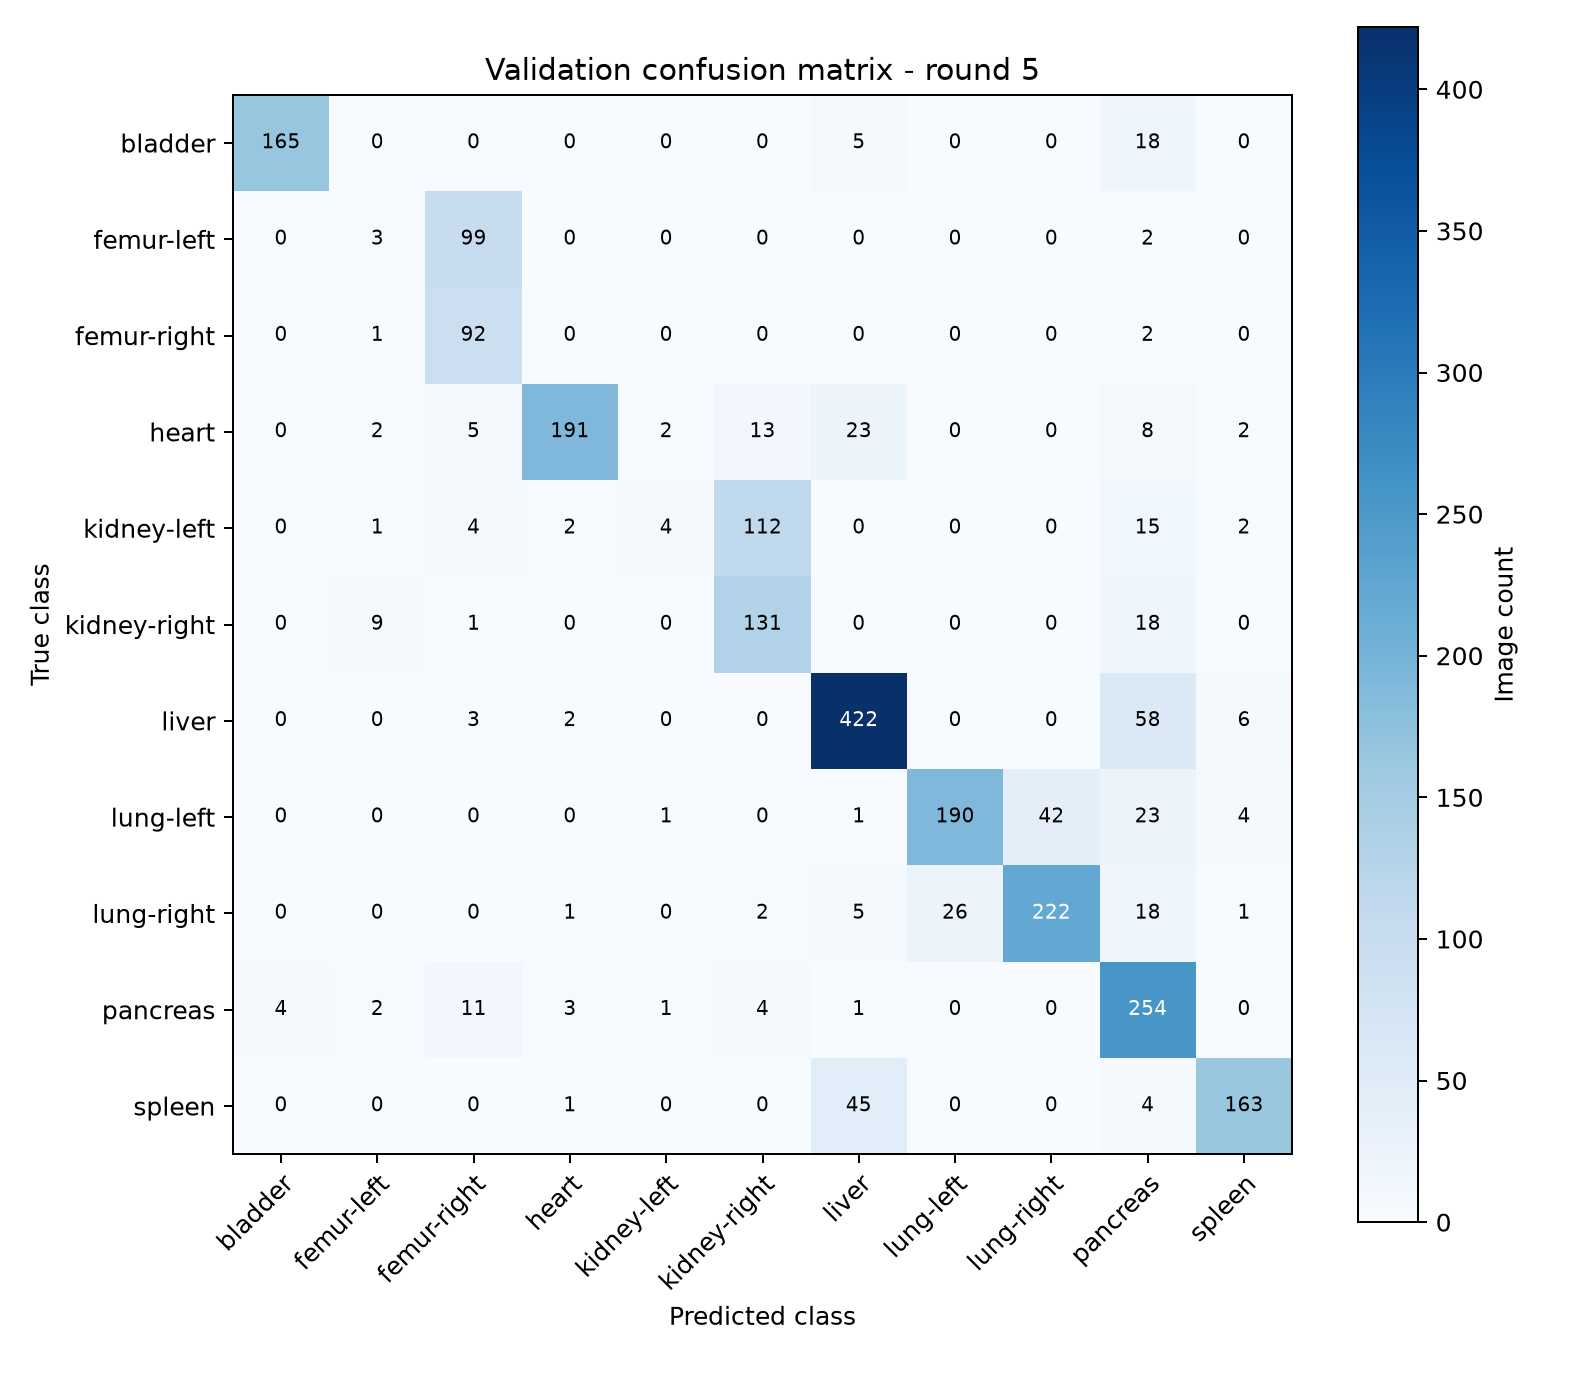 Validation confusion matrix - round 5
bladder 165 0 0 0 0 0 5 0 0 18 0
femur-left 0 3 99 0 0 0 0 0 0 2 0
femur-right 0 1 92 0 0 0 0 0 0 2 0
heart 0 2 5 191 2 13 23 0 0 8 2
kidney-left 0 1 4 2 4 112 0 0 0 15 2
kidney-right 0 9 1 0 0 131 0 0 0 18 0
liver 0 0 3 2 0 0 422 0 0 58 6
lung-left 0 0 0 0 1 0 1 190 42 23 4
lung-right 0 0 0 1 0 2 5 26 222 18 1
pancreas 4 2 11 3 1 4 1 0 0 254 0
spleen 0 0 0 1 0 0 45 0 0 4 163
bladder femur-left femur-right heart kidney-left kidney-right liver lung-left lung-right pancreas spleen
Predicted class
True class
400
350
300
250
200
150
100
50
0
Image count